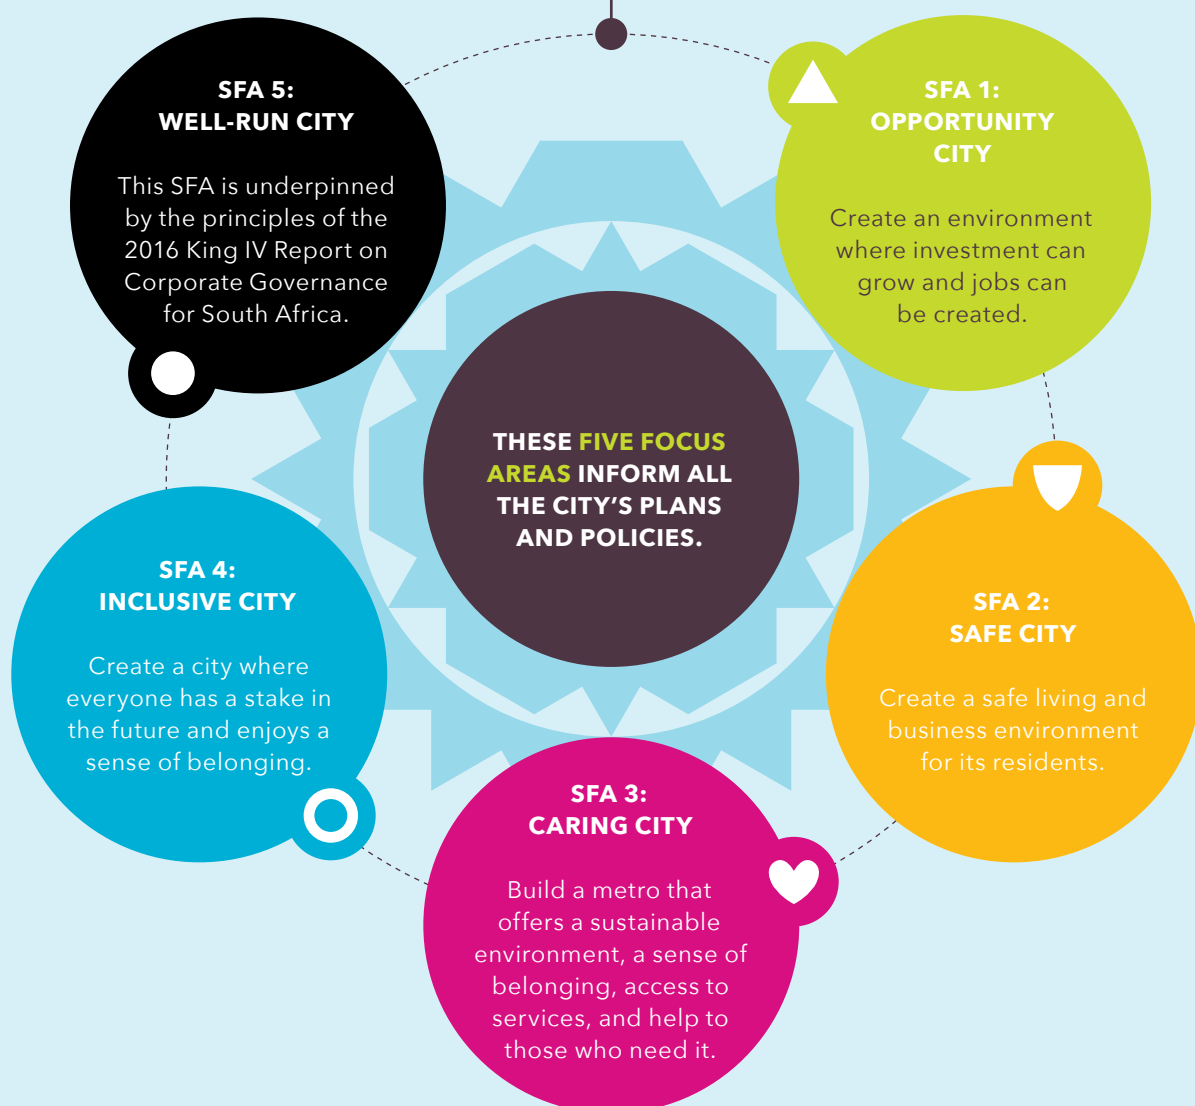 SFA 5:
WELL-RUN CITY
This SFA is underpinned
by the principles of the
2016 King IV Report on
Corporate Governance
for South Africa.
SFA 1:
OPPORTUNITY
CITY
Create an environment
where investment can
grow and jobs can
be created.
THESE FIVE FOCUS
AREAS INFORM ALL
THE CITY’S PLANS
AND POLICIES.
SFA 4:
INCLUSIVE CITY
Create a city where
everyone has a stake in
the future and enjoys a
sense of belonging.
SFA 2:
SAFE CITY
Create a safe living and
business environment
for its residents.
SFA 3:
CARING CITY
Build a metro that
offers a sustainable
environment, a sense of
belonging, access to
services, and help to
those who need it.